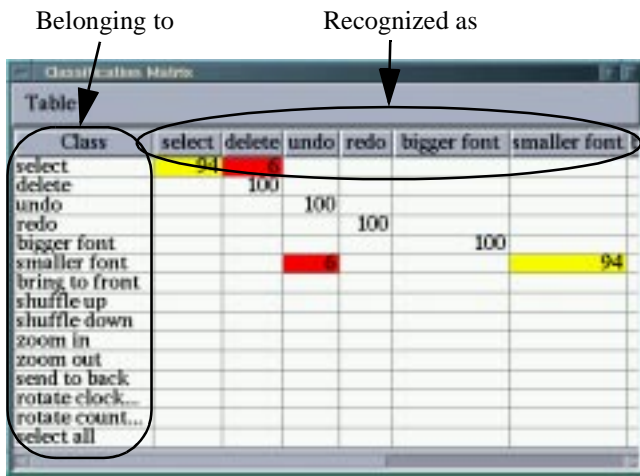 Belonging to Recognized as
Classification Matrix
Table
Class select delete undo redo bigger font smaller font
select 94 6
delete 100
undo 100
redo 100
bigger font 100
smaller font 6 94
bring to front
shuffle up
shuffle down
zoom in
zoom out
send to back
rotate clock...
rotate count...
select all